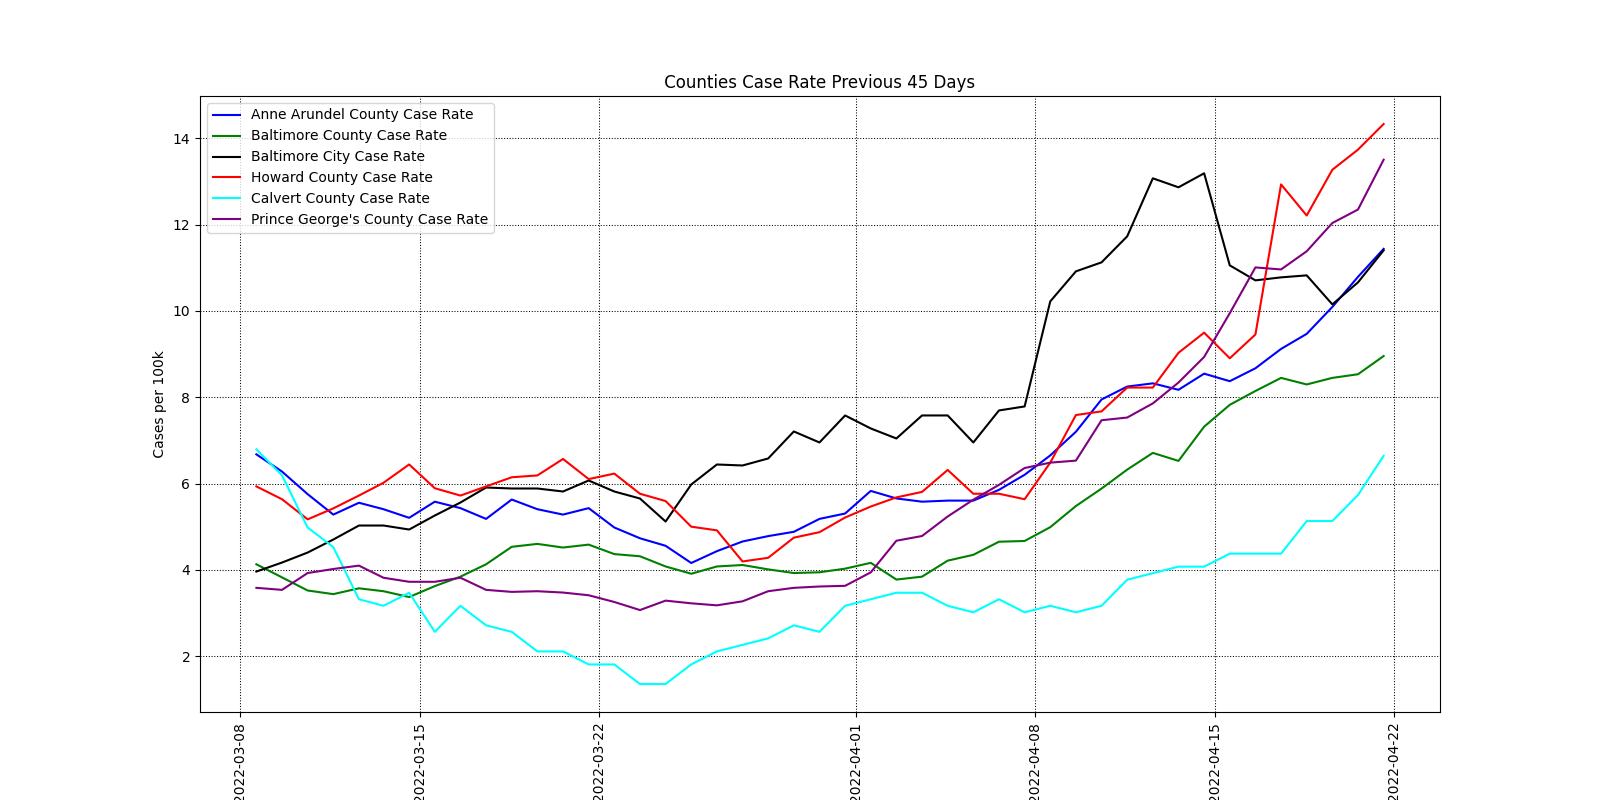 Counties Case Rate Previous 45 Days
Anne Arundel County Case Rate
Baltimore County Case Rate
Baltimore City Case Rate
Howard County Case Rate
Calvert County Case Rate
Prince George's County Case Rate
Cases per 100k
14
12
10
8
6
4
2
2022-03-08
2022-03-15
2022-03-22
2022-04-01
2022-04-08
2022-04-15
2022-04-22